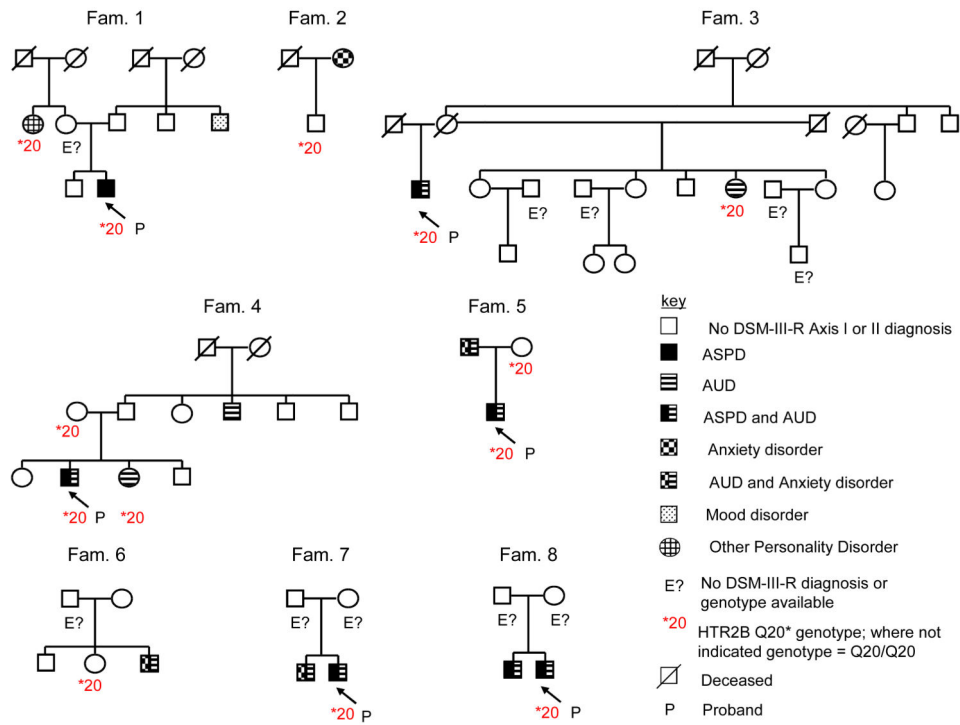 Fam. 1
Fam. 2
Fam. 3
*20
E?
*20
*20 P
*20 P
E?
E?
*20
E?
E?
Fam. 4
Fam. 5
*20
*20
*20 P
*20 P
*20
Fam. 6
Fam. 7
Fam. 8
E?
E?
E?
E?
E?
*20
*20 P
*20 P
key
No DSM-III-R Axis I or II diagnosis
ASPD
AUD
ASPD and AUD
Anxiety disorder
AUD and Anxiety disorder
Mood disorder
Other Personality Disorder
E? No DSM-III-R diagnosis or
genotype available
*20 HTR2B Q20* genotype; where not
indicated genotype = Q20/Q20
Deceased
P Proband